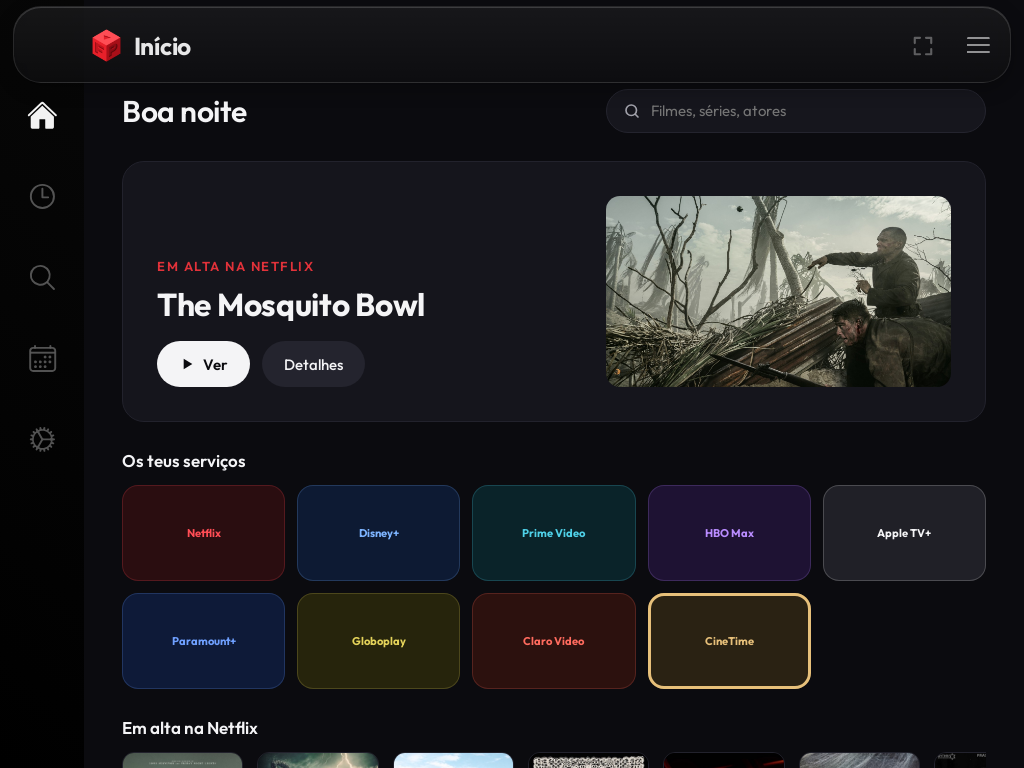 Início
Boa noite
Filmes, séries, atores
EM ALTA NA NETFLIX
The Mosquito Bowl
Ver
Detalhes
Os teus serviços
Netflix
Disney+
Prime Video
HBO Max
Apple TV+
Paramount+
Globoplay
Claro Video
CineTime
Em alta na Netflix